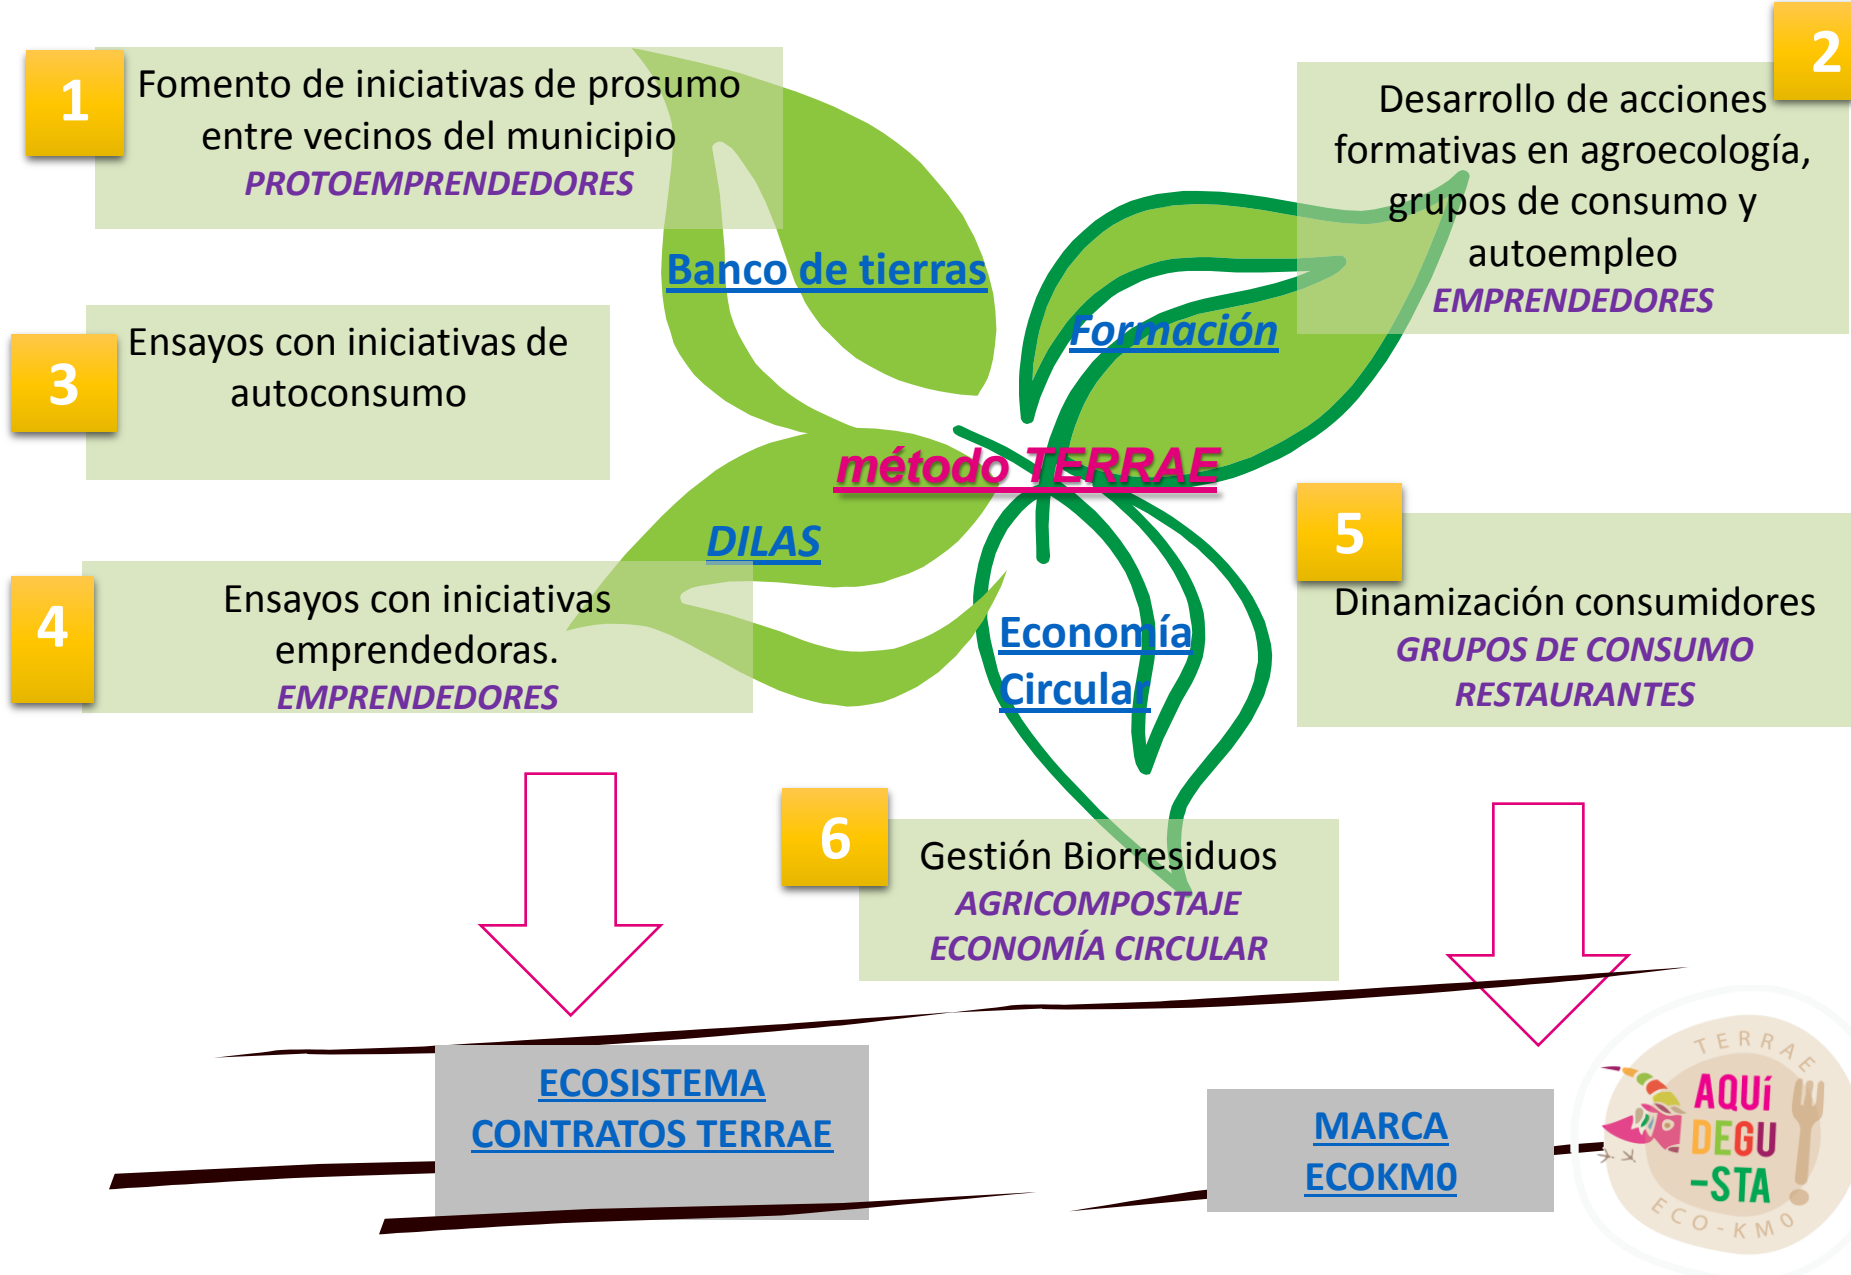 1
Fomento de iniciativas de prosumo
entre vecinos del municipio
PROTOEMPRENDEDORES
2
Desarrollo de acciones
formativas en agroecología,
grupos de consumo y
autoempleo
EMPRENDEDORES
Banco de tierras
Formación
3
Ensayos con iniciativas de
autoconsumo
método TERRAE
DILAS
4
Ensayos con iniciativas
emprendedoras.
EMPRENDEDORES
Economía
Circular
5
Dinamización consumidores
GRUPOS DE CONSUMO
RESTAURANTES
6
Gestión Biorresiduos
AGRICOMPOSTAJE
ECONOMÍA CIRCULAR
ECOSISTEMA
CONTRATOS TERRAE
MARCA
ECOKM0
TERRAE
AQUÍ
DEGU
-STA
ECO-KM0